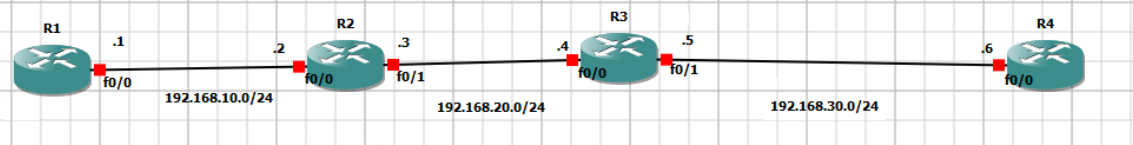 R1
.1
f0/0
192.168.10.0/24
.2
R2
f0/0
.3
f0/1
192.168.20.0/24
.4
R3
f0/0
.5
f0/1
192.168.30.0/24
.6
R4
f0/0